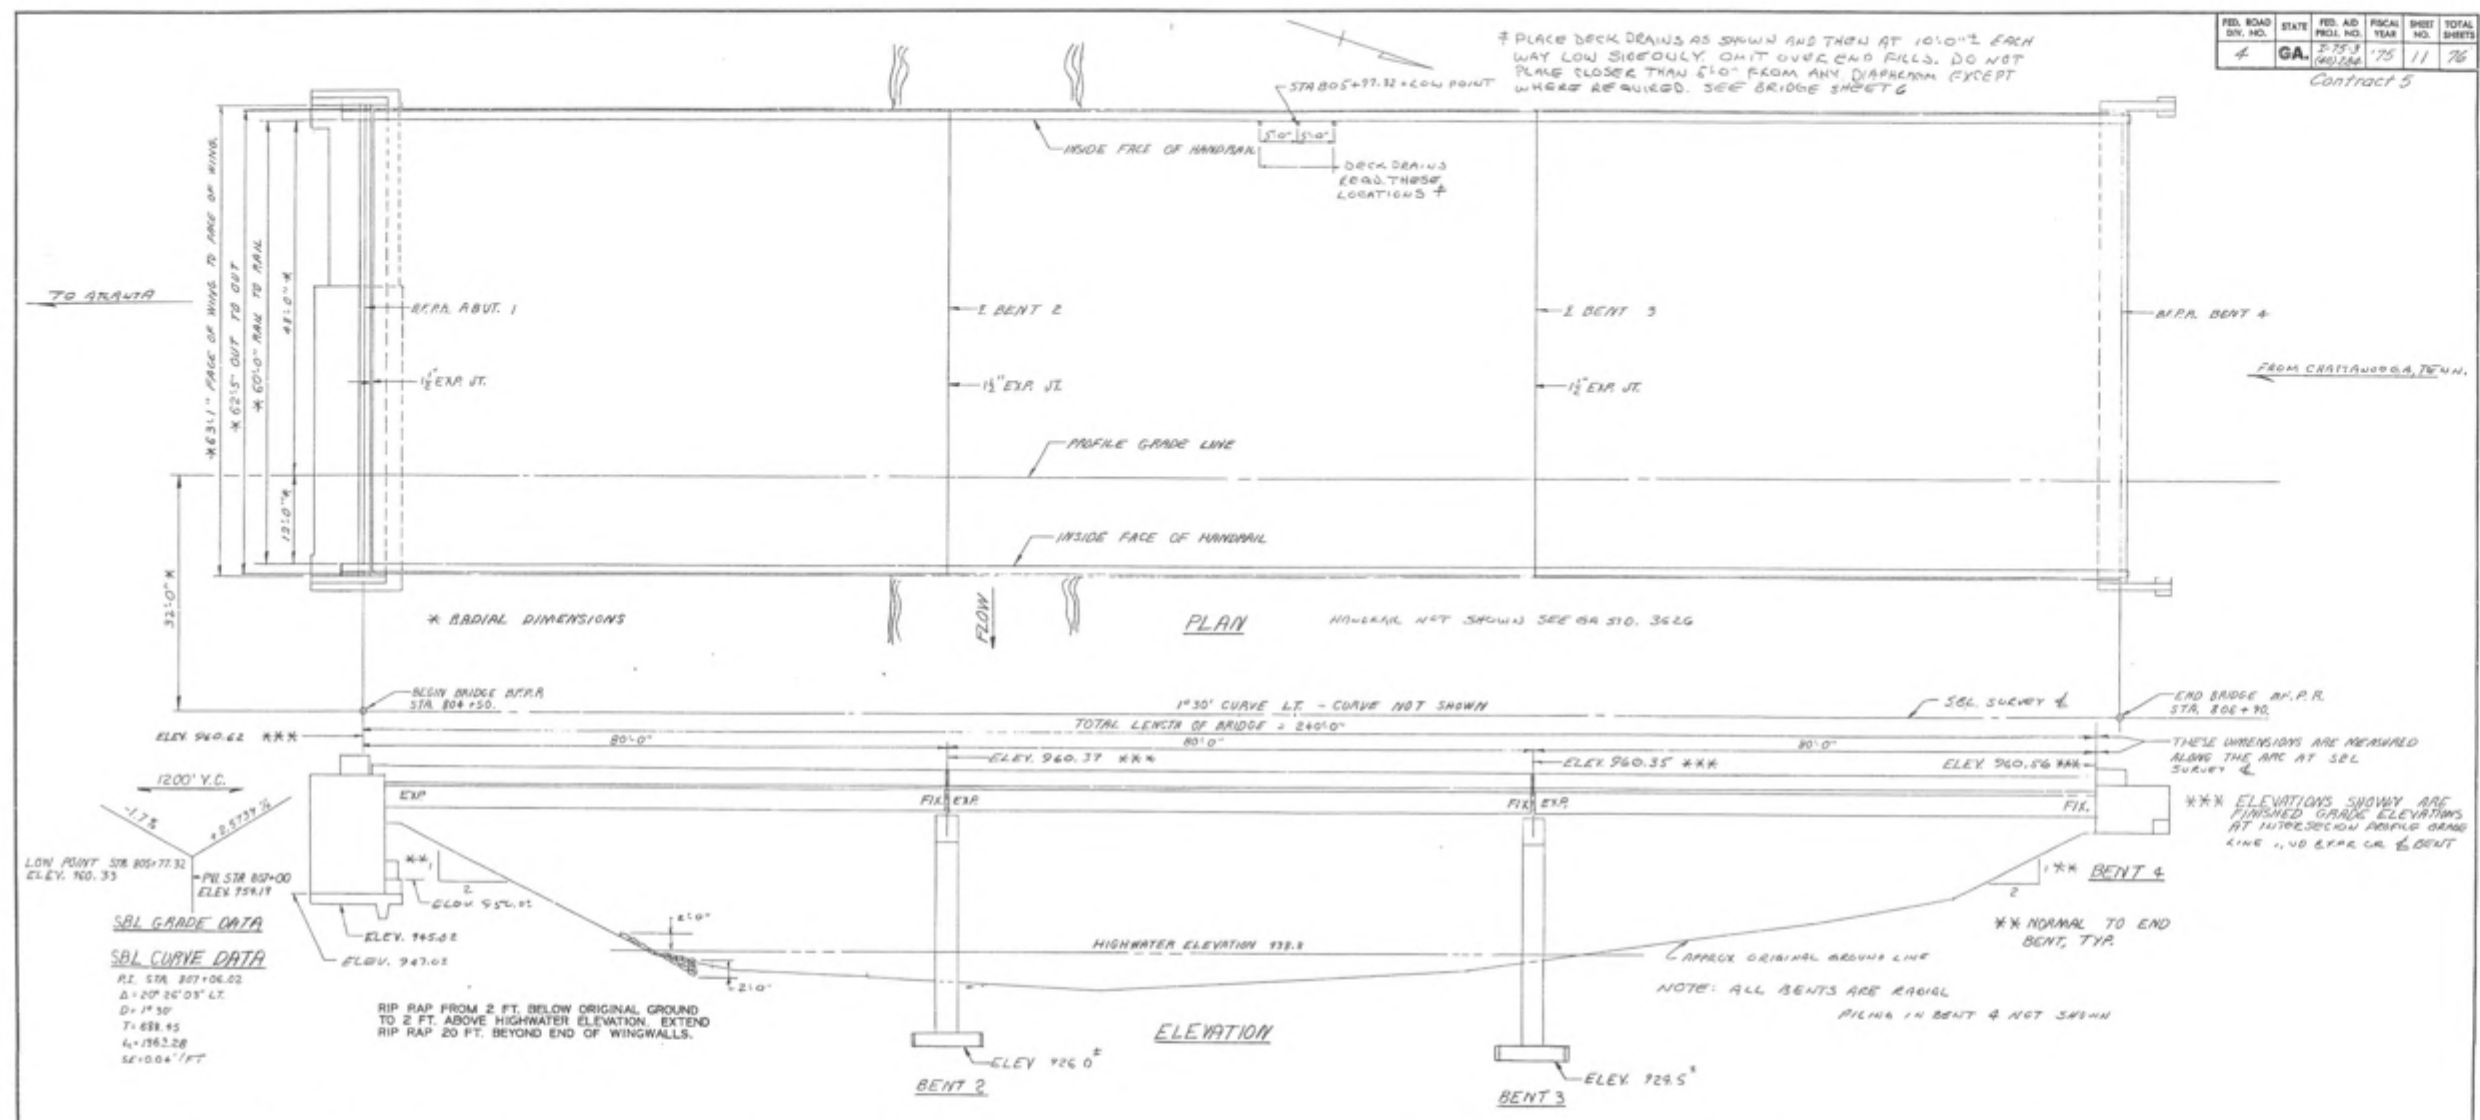 FED. ROAD DIV. NO.
STATE
FED. AID PROJ. NO.
FISCAL YEAR
SHEET NO.
TOTAL SHEETS
4
GA.
I-75-3
'75
11
76
Contract 5
‡ PLACE DECK DRAINS AS SHOWN AND THEN AT 10'-0"± EACH
WAY LOW SIDE ONLY. OMIT OVER END FILLS. DO NOT
PLACE CLOSER THAN 5'-0" FROM ANY DIAPHRAGM EXCEPT
WHERE REQUIRED. SEE BRIDGE SHEET 6
STA 805+77.32 = LOW POINT
5'-0" 5'-0"
INSIDE FACE OF HANDRAIL
DECK DRAINS
REQD. THESE
LOCATIONS ‡
* 63'-1" FACE OF WING TO FACE OF WING
* 62'-5" OUT TO OUT
* 60'-0" RAIL TO RAIL
48'-0" *
12'-0" *
32'-0" *
TO ATLANTA
B.F.P.R. ABUT. 1
BENT 2
BENT 3
B.F.P.R. BENT 4
1½" EXP. JT.
1½" EXP. JT.
1½" EXP. JT.
FROM CHATTANOOGA, TENN.
PROFILE GRADE LINE
INSIDE FACE OF HANDRAIL
* RADIAL DIMENSIONS
FLOW
PLAN
HANDRAIL NOT SHOWN SEE GA STD. 3626
BEGIN BRIDGE B.F.P.R.
STA. 804+50.
1°30' CURVE LT. - CURVE NOT SHOWN
SBL SURVEY ℄
END BRIDGE B.F.P.R.
STA. 806+90.
TOTAL LENGTH OF BRIDGE = 240'-0"
80'-0"
80'-0"
80'-0"
THESE DIMENSIONS ARE MEASURED
ALONG THE ARC AT SBL
SURVEY ℄
ELEV. 960.62 ***
ELEV. 960.37 ***
ELEV. 960.35 ***
ELEV. 960.56 ***
1200' V.C.
-1.7%
+2.5739%
EXP.
FIX. EXP.
FIX. EXP.
FIX.
*** ELEVATIONS SHOWN ARE
FINISHED GRADE ELEVATIONS
AT INTERSECION PROFILE GRADE
LINE AND B.F.P.R. OR ℄ BENT
LOW POINT STA 805+77.32
ELEV. 960.33
PVI STA 807+00
ELEV. 959.19
** 1
2
1 **
2
BENT 4
** NORMAL TO END
BENT, TYP.
SBL GRADE DATA
ELEV. 945.02
ELEV. 947.02
2'-0"
HIGHWATER ELEVATION 938.8
2'-0"
APPROX ORIGINAL GROUND LINE
SBL CURVE DATA
P.I. STA. 807+06.02
Δ = 20°26'03" LT.
D = 1°30'
T = 688.45
L = 1362.28
SE = 0.04'/FT
RIP RAP FROM 2 FT. BELOW ORIGINAL GROUND
TO 2 FT. ABOVE HIGHWATER ELEVATION. EXTEND
RIP RAP 20 FT. BEYOND END OF WINGWALLS.
NOTE: ALL BENTS ARE RADIAL
PILING IN BENT 4 NOT SHOWN
ELEVATION
ELEV 926.0±
ELEV. 929.5±
BENT 2
BENT 3